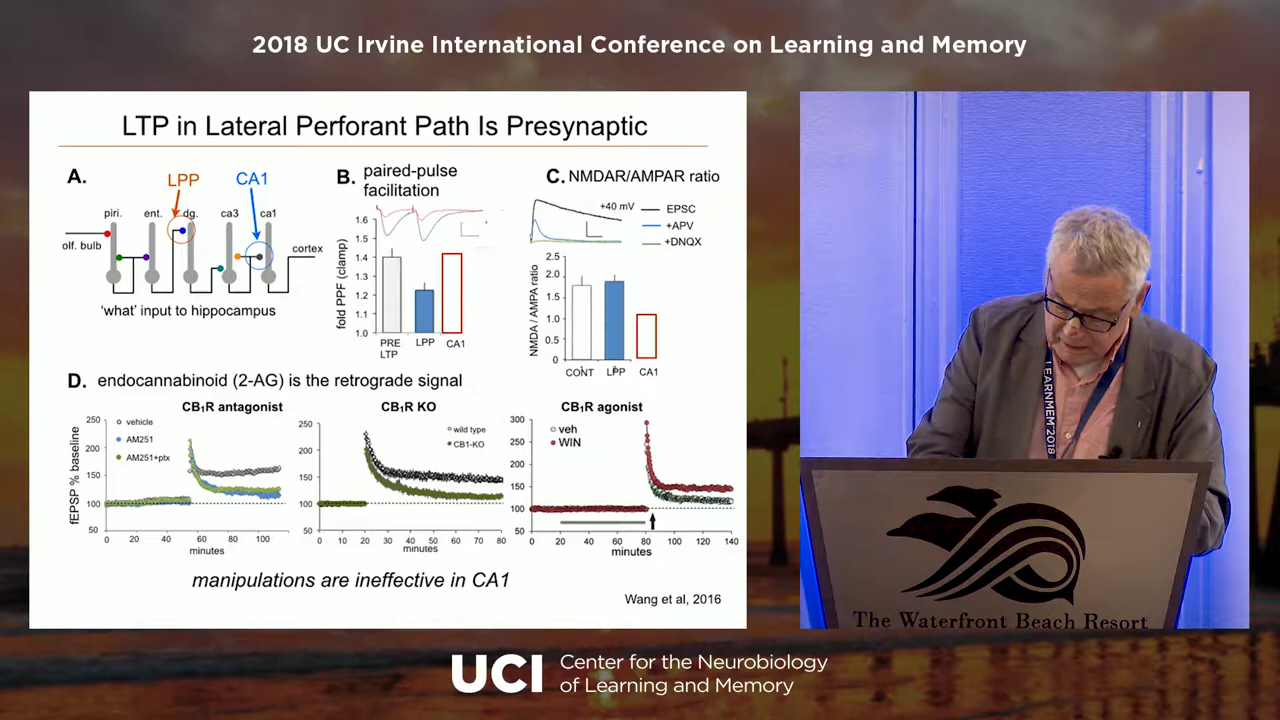 2018 UC Irvine International Conference on Learning and Memory
LTP in Lateral Perforant Path Is Presynaptic
A.
LPP
CA1
piri.
ent.
dg.
ca3
ca1
olf. bulb
cortex
'what' input to hippocampus
B. paired-pulse
facilitation
1.6
1.5
1.4
1.3
1.2
1.1
1.0
fold PPF (clamp)
PRE
LTP
LPP
CA1
C. NMDAR/AMPAR ratio
+40 mV
EPSC
+APV
+DNQX
2.5
2.0
1.5
1.0
0.5
0
NMDA / AMPA ratio
CONT
LPP
CA1
D. endocannabinoid (2-AG) is the retrograde signal
CB₁R antagonist
vehicle
AM251
AM251+ptx
fEPSP % baseline
250
200
150
100
50
0 20 40 60 80 100
minutes
CB₁R KO
wild type
CB1-KO
250
200
150
100
50
0 10 20 30 40 50 60 70 80
minutes
CB₁R agonist
veh
WIN
300
250
200
150
100
50
0 20 40 60 80 100 120 140
minutes
manipulations are ineffective in CA1
Wang et al, 2016
LEARNMEM 2018
The Waterfront Beach Resort
UCI
Center for the Neurobiology
of Learning and Memory